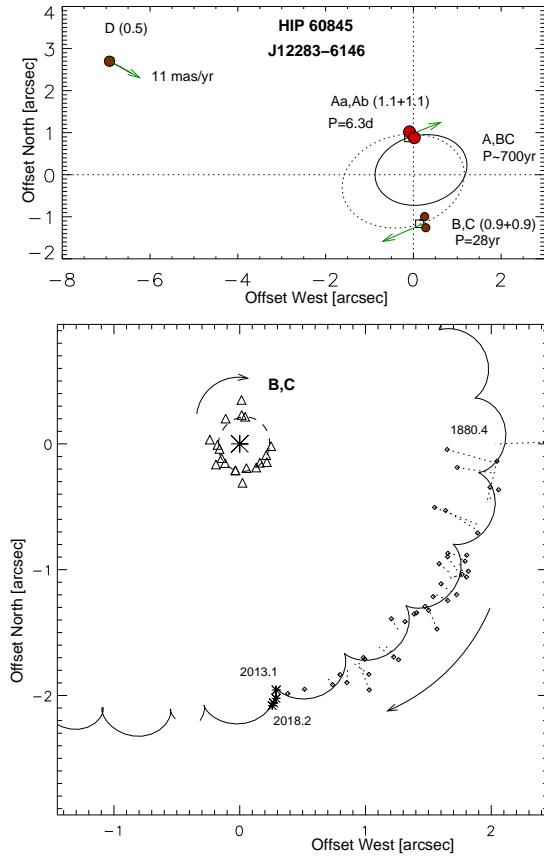 HIP 60845
J12283−6146
D (0.5)
11 mas/yr
Aa,Ab (1.1+1.1)
P=6.3d
A,BC
P~700yr
B,C (0.9+0.9)
P=28yr
Offset North [arcsec]
4
3
2
1
0
−1
−2
−8
−6
−4
−2
0
2
Offset West [arcsec]
B,C
1880.4
2013.1
2018.2
Offset North [arcsec]
0
−1
−2
−1
0
1
2
Offset West [arcsec]